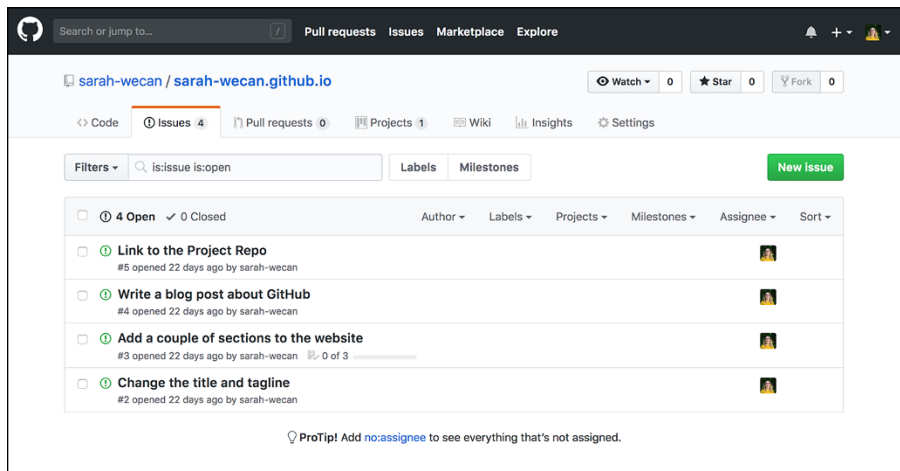 Search or jump to... / Pull requests Issues Marketplace Explore
sarah-wecan / sarah-wecan.github.io Watch 0 Star 0 Fork 0
Code Issues 4 Pull requests 0 Projects 1 Wiki Insights Settings
Filters is:issue is:open Labels Milestones New issue
4 Open 0 Closed Author Labels Projects Milestones Assignee Sort
Link to the Project Repo
#5 opened 22 days ago by sarah-wecan
Write a blog post about GitHub
#4 opened 22 days ago by sarah-wecan
Add a couple of sections to the website
#3 opened 22 days ago by sarah-wecan 0 of 3
Change the title and tagline
#2 opened 22 days ago by sarah-wecan
ProTip! Add no:assignee to see everything that's not assigned.